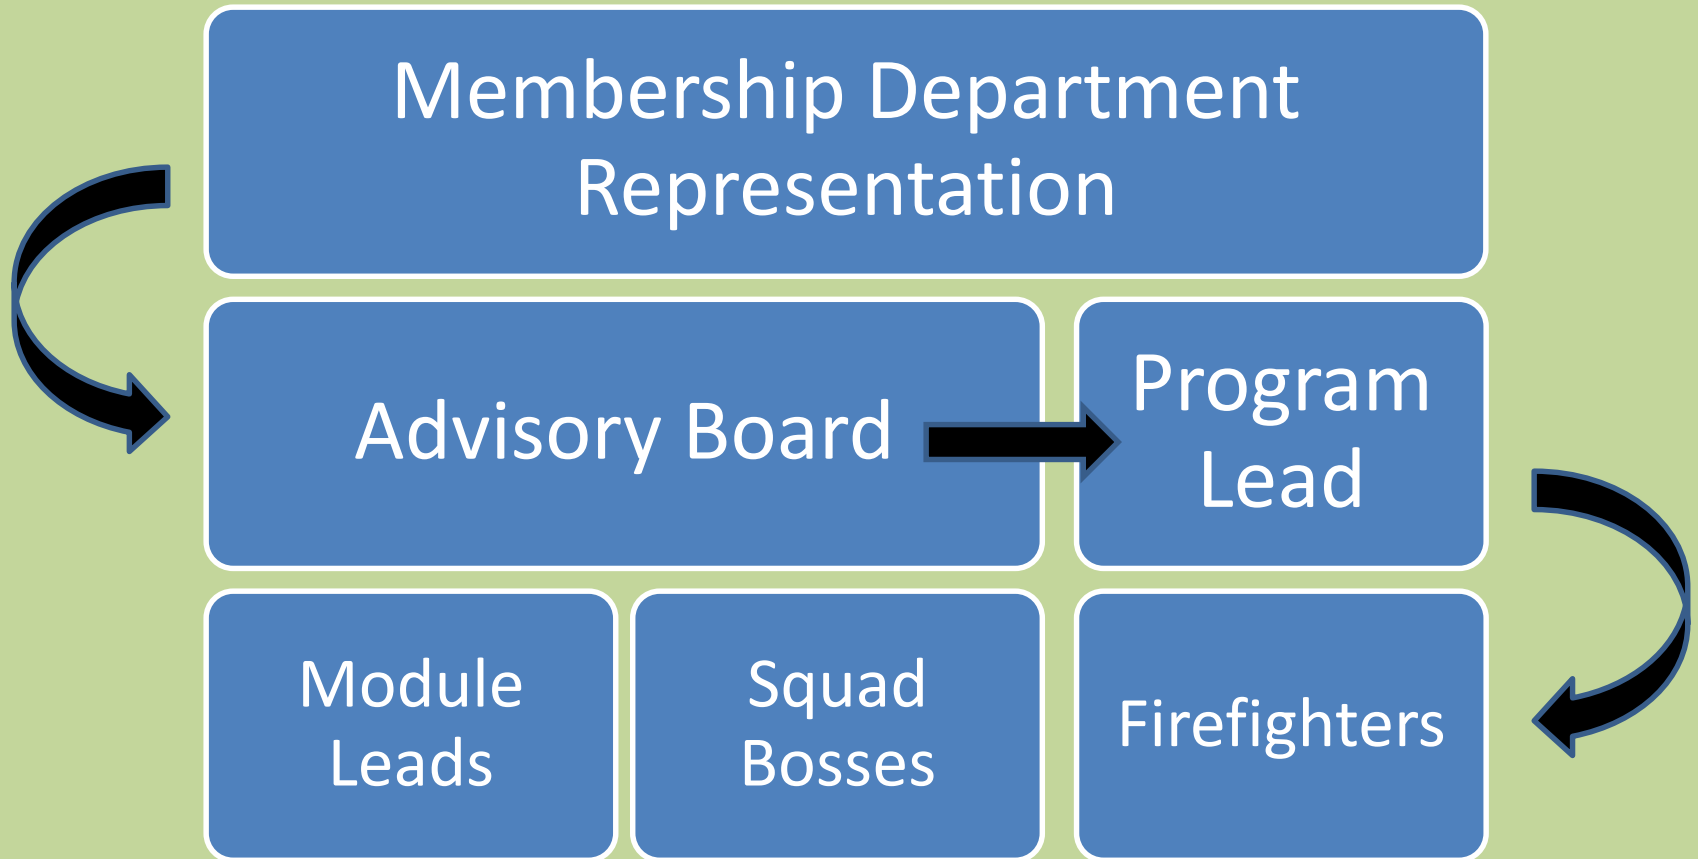 Membership Department
Representation
Advisory Board
Program
Lead
Module
Leads
Squad
Bosses
Firefighters